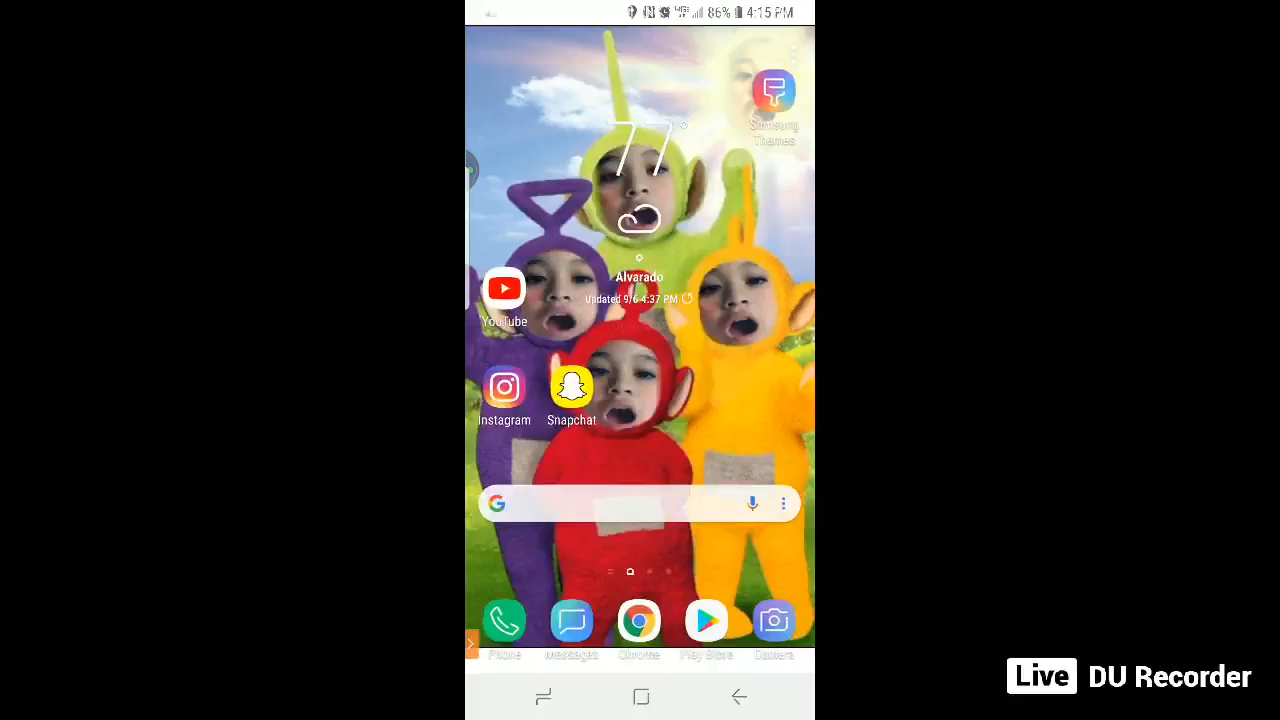 4GE 86% 4:15 PM
Samsung
Themes
77°
Alvarado
Updated 9/6 4:37 PM
YouTube
Instagram
Snapchat
G
Phone
Messages
Chrome
Play Store
Camera
Live DU Recorder